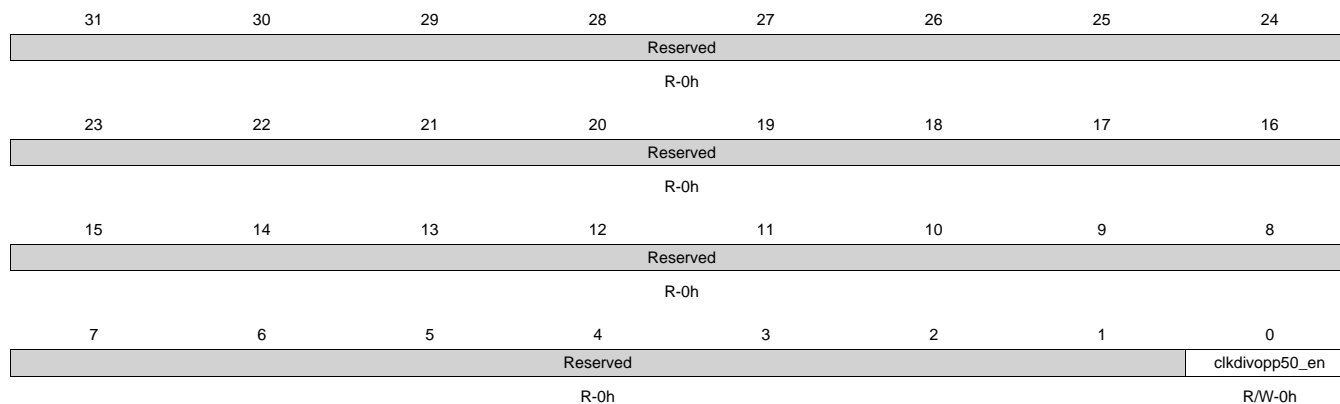 31 30 29 28 27 26 25 24
Reserved
R-0h
23 22 21 20 19 18 17 16
Reserved
R-0h
15 14 13 12 11 10 9 8
Reserved
R-0h
7 6 5 4 3 2 1 0
Reserved clkdivopp50_en
R-0h R/W-0h